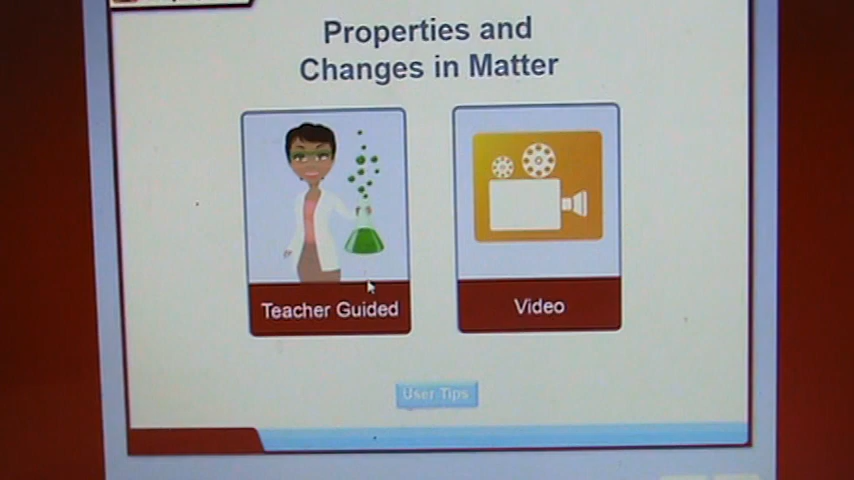 Properties and
Changes in Matter
Teacher Guided
Video
User Tips